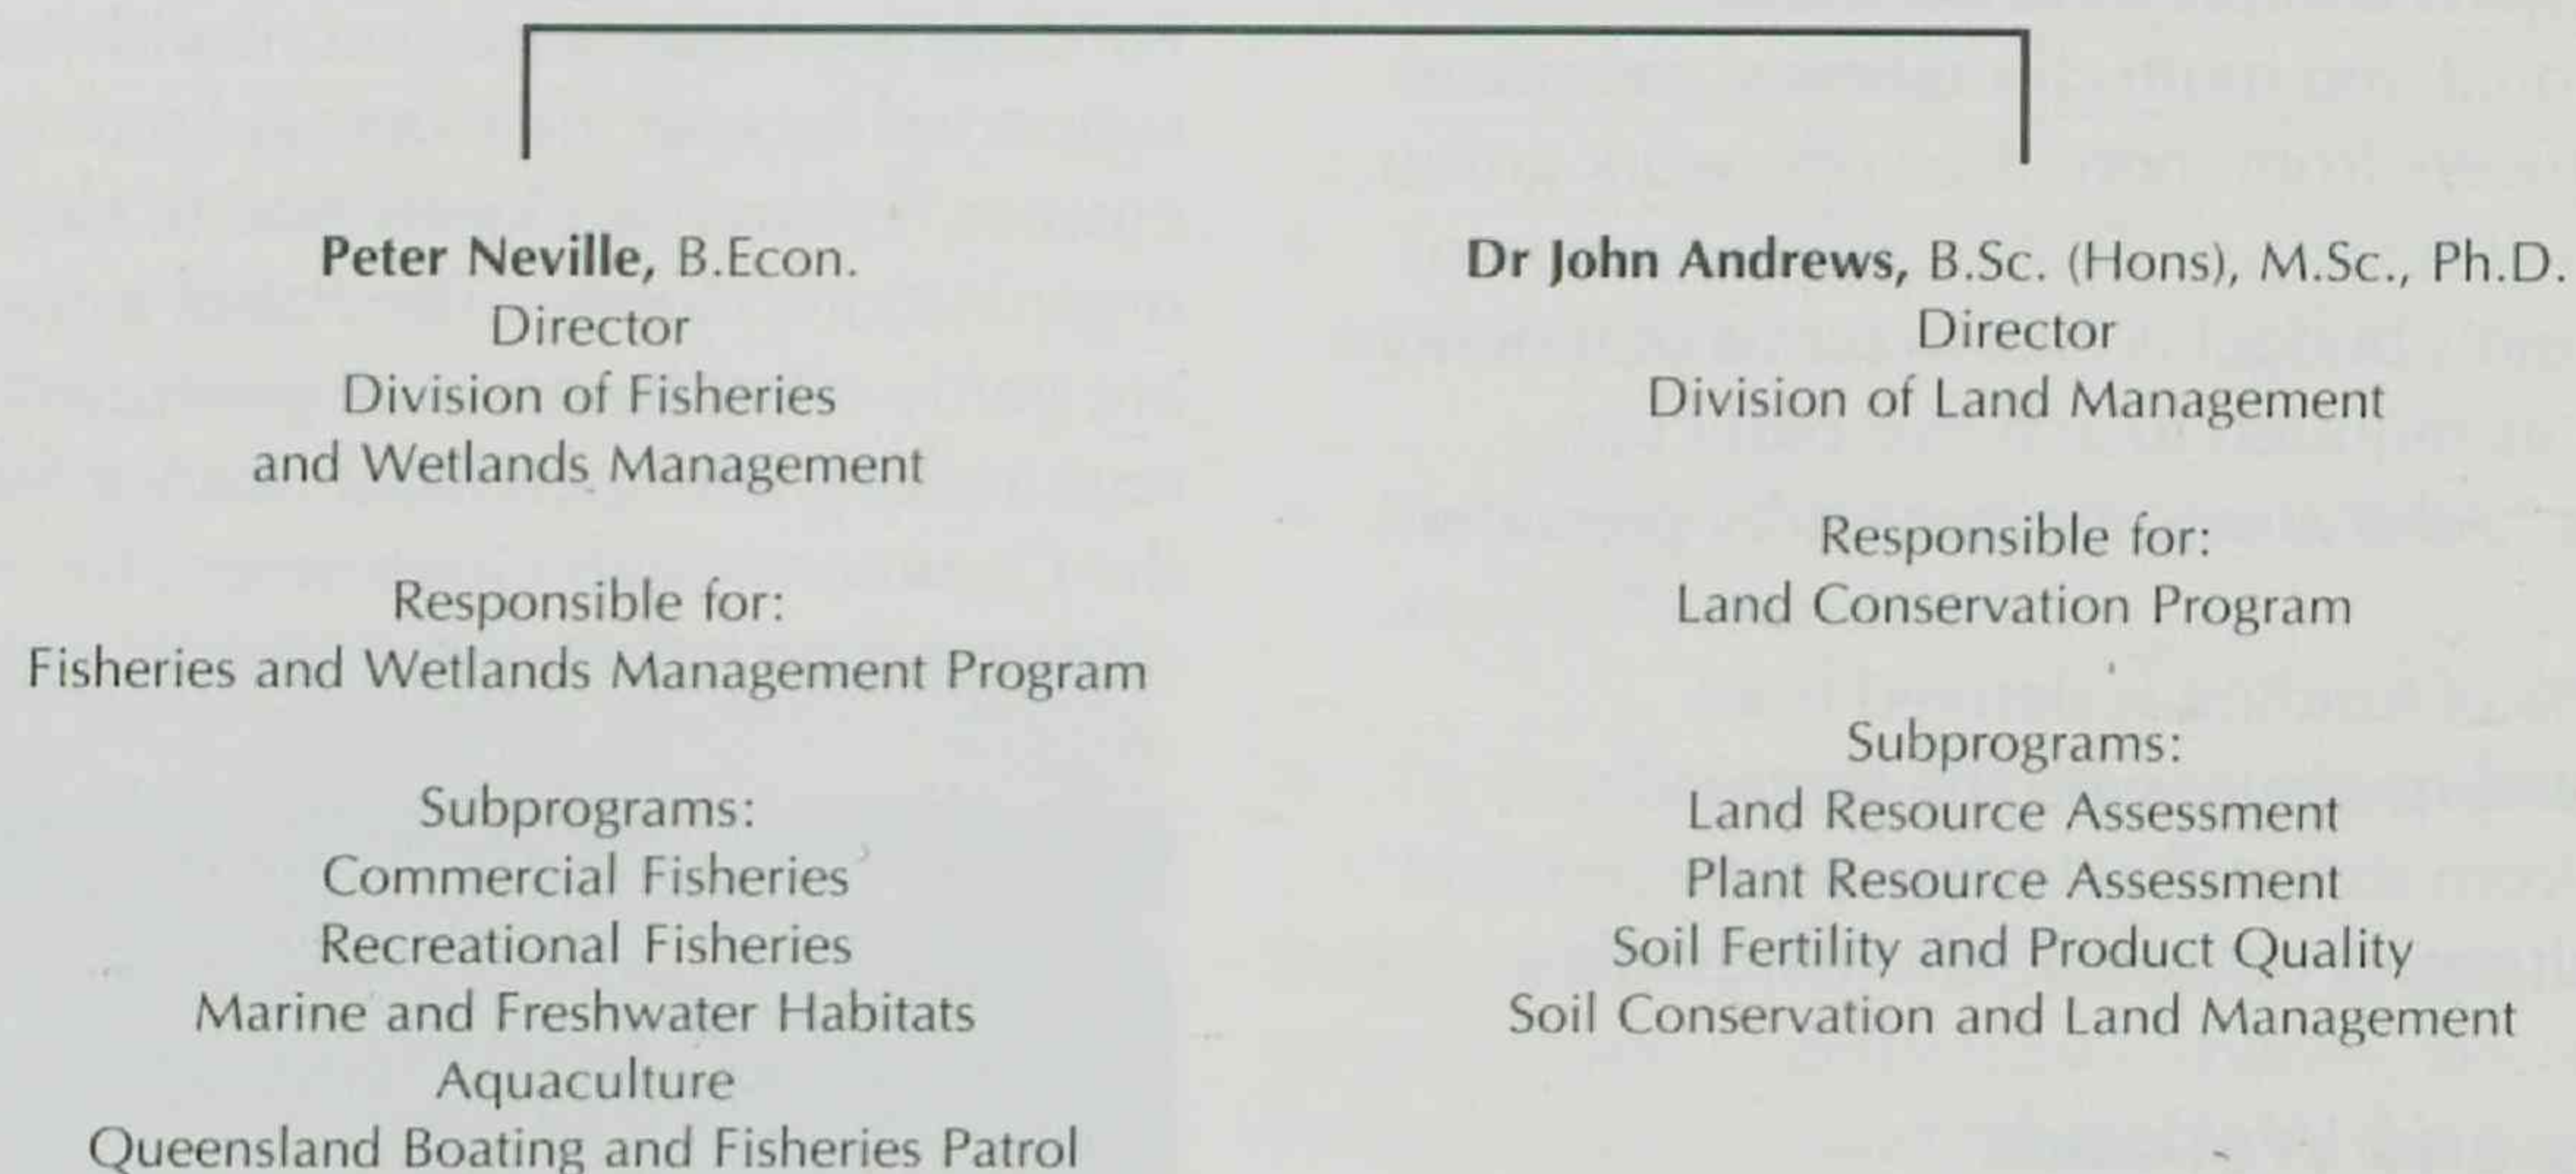 Peter Neville, B.Econ.
Director
Division of Fisheries
and Wetlands Management
Responsible for:
Fisheries and Wetlands Management Program
Subprograms:
Commercial Fisheries
Recreational Fisheries
Marine and Freshwater Habitats
Aquaculture
Queensland Boating and Fisheries Patrol
Dr John Andrews, B.Sc. (Hons), M.Sc., Ph.D.
Director
Division of Land Management
Responsible for:
Land Conservation Program
Subprograms:
Land Resource Assessment
Plant Resource Assessment
Soil Fertility and Product Quality
Soil Conservation and Land Management